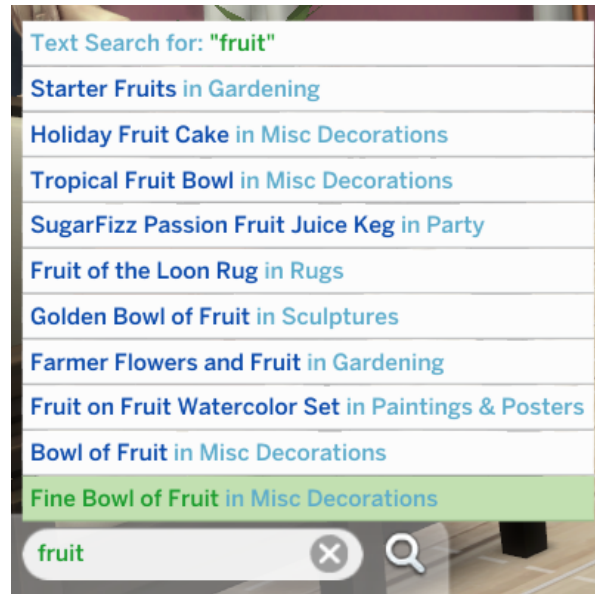 Text Search for: "fruit"
Starter Fruits in Gardening
Holiday Fruit Cake in Misc Decorations
Tropical Fruit Bowl in Misc Decorations
SugarFizz Passion Fruit Juice Keg in Party
Fruit of the Loon Rug in Rugs
Golden Bowl of Fruit in Sculptures
Farmer Flowers and Fruit in Gardening
Fruit on Fruit Watercolor Set in Paintings & Posters
Bowl of Fruit in Misc Decorations
Fine Bowl of Fruit in Misc Decorations
fruit